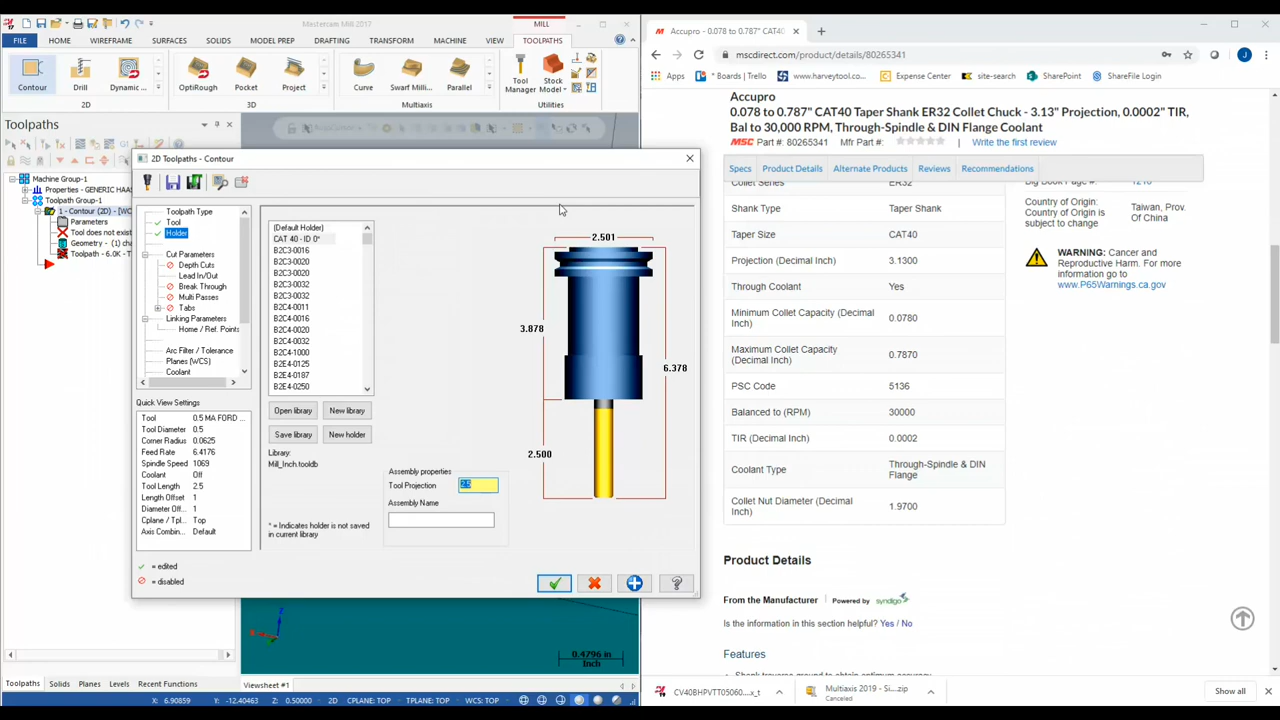 Mastercam Mill 2017
MILL
FILE
HOME
WIREFRAME
SURFACES
SOLIDS
MODEL PREP
DRAFTING
TRANSFORM
MACHINE
VIEW
TOOLPATHS
Contour
Drill
Dynamic ...
OptiRough
Pocket
Project
Curve
Swarf Milli...
Parallel
Tool
Manager
Stock
Model
2D
3D
Multiaxis
Utilities
Toolpaths
Machine Group-1
Properties - GENERIC HAAS
Toolpath Group-1
1 - Contour (2D) - [WC
Parameters
Tool does not exist
Geometry - (1) cha
Toolpath - 6.0K - T
2D Toolpaths - Contour
Toolpath Type
Tool
Holder
Cut Parameters
Depth Cuts
Lead In/Out
Break Through
Multi Passes
Tabs
Linking Parameters
Home / Ref. Points
Arc Filter / Tolerance
Planes (WCS)
Coolant
Quick View Settings
Tool 0.5 MA FORD ...
Tool Diameter 0.5
Corner Radius 0.0625
Feed Rate 6.4176
Spindle Speed 1069
Coolant Off
Tool Length 2.5
Length Offset 1
Diameter Off... 1
Cplane / Tpl... Top
Axis Combin... Default
= edited
= disabled
(Default Holder)
CAT 40 - ID 0*
B2C3-0016
B2C3-0020
B2C3-0020
B2C3-0032
B2C3-0032
B2C4-0011
B2C4-0016
B2C4-0020
B2C4-0032
B2C4-1000
B2E4-0125
B2E4-0187
B2E4-0250
Open library
New library
Save library
New holder
Library:
Mill_Inch.tooldb
* = Indicates holder is not saved
in current library
Assembly properties
Tool Projection 2.5
Assembly Name
2.501
3.878
6.378
2.500
0.4796 in
Inch
Toolpaths
Solids
Planes
Levels
Recent Functions
Viewsheet #1
X: 6.90859
Y: -12.40463
Z: 0.50000
2D
CPLANE: TOP
TPLANE: TOP
WCS: TOP
Accupro - 0.078 to 0.787" CAT40
mscdirect.com/product/details/80265341
J
Apps
* Boards | Trello
www.harveytool.co...
Expense Center
site-search
SharePoint
ShareFile Login
Accupro
0.078 to 0.787" CAT40 Taper Shank ER32 Collet Chuck - 3.13" Projection, 0.0002" TIR,
Bal to 30,000 RPM, Through-Spindle & DIN Flange Coolant
MSC Part #: 80265341 | Mfr Part #: Write the first review
Specs
Product Details
Alternate Products
Reviews
Recommendations
Collet Series ER32
Shank Type Taper Shank
Taper Size CAT40
Projection (Decimal Inch) 3.1300
Through Coolant Yes
Minimum Collet Capacity (Decimal
Inch) 0.0780
Maximum Collet Capacity
(Decimal Inch) 0.7870
PSC Code 5136
Balanced to (RPM) 30000
TIR (Decimal Inch) 0.0002
Coolant Type Through-Spindle & DIN
Flange
Collet Nut Diameter (Decimal
Inch) 1.9700
Big Book Page #: 1216
Country of Origin:
Country of Origin is
subject to change
Taiwan, Prov.
Of China
WARNING: Cancer and
Reproductive Harm. For more
information go to
www.P65Warnings.ca.gov
Product Details
From the Manufacturer Powered by syndigo
Is the information in this section helpful? Yes / No
Features
CV40BHPVTT05060....x_t
Multiaxis 2019 - Si...zip
Canceled
Show all